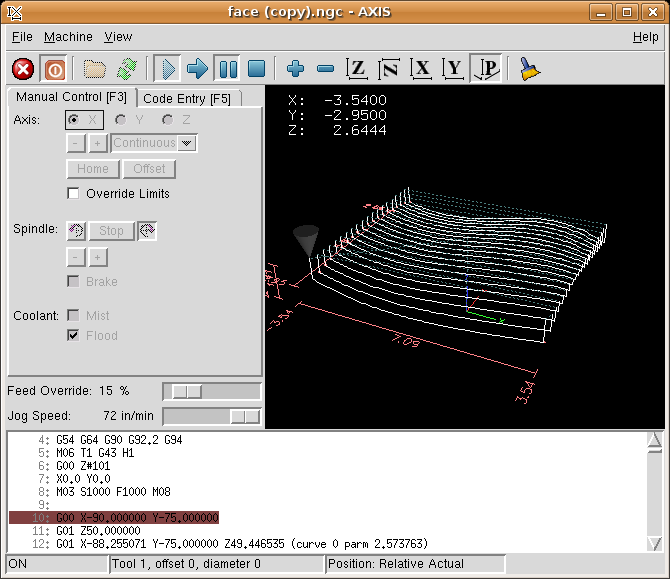 face (copy).ngc - AXIS
File Machine View Help
Z N X Y P
Manual Control [F3] Code Entry [F5]
Axis: X Y Z
- + Continuous
Home Offset
Override Limits
Spindle: Stop
- +
Brake
Coolant: Mist
Flood
Feed Override: 15 %
Jog Speed: 72 in/min
X: -3.5400
Y: -2.9500
Z: 2.6444
-3.54
7.08
3.54
X
4: G54 G64 G90 G92.2 G94
5: M06 T1 G43 H1
6: G00 Z#101
7: X0.0 Y0.0
8: M03 S1000 F1000 M08
9:
10: G00 X-90.000000 Y-75.000000
11: G01 Z50.000000
12: G01 X-88.255071 Y-75.000000 Z49.446535 (curve 0 parm 2.573763)
ON Tool 1, offset 0, diameter 0 Position: Relative Actual